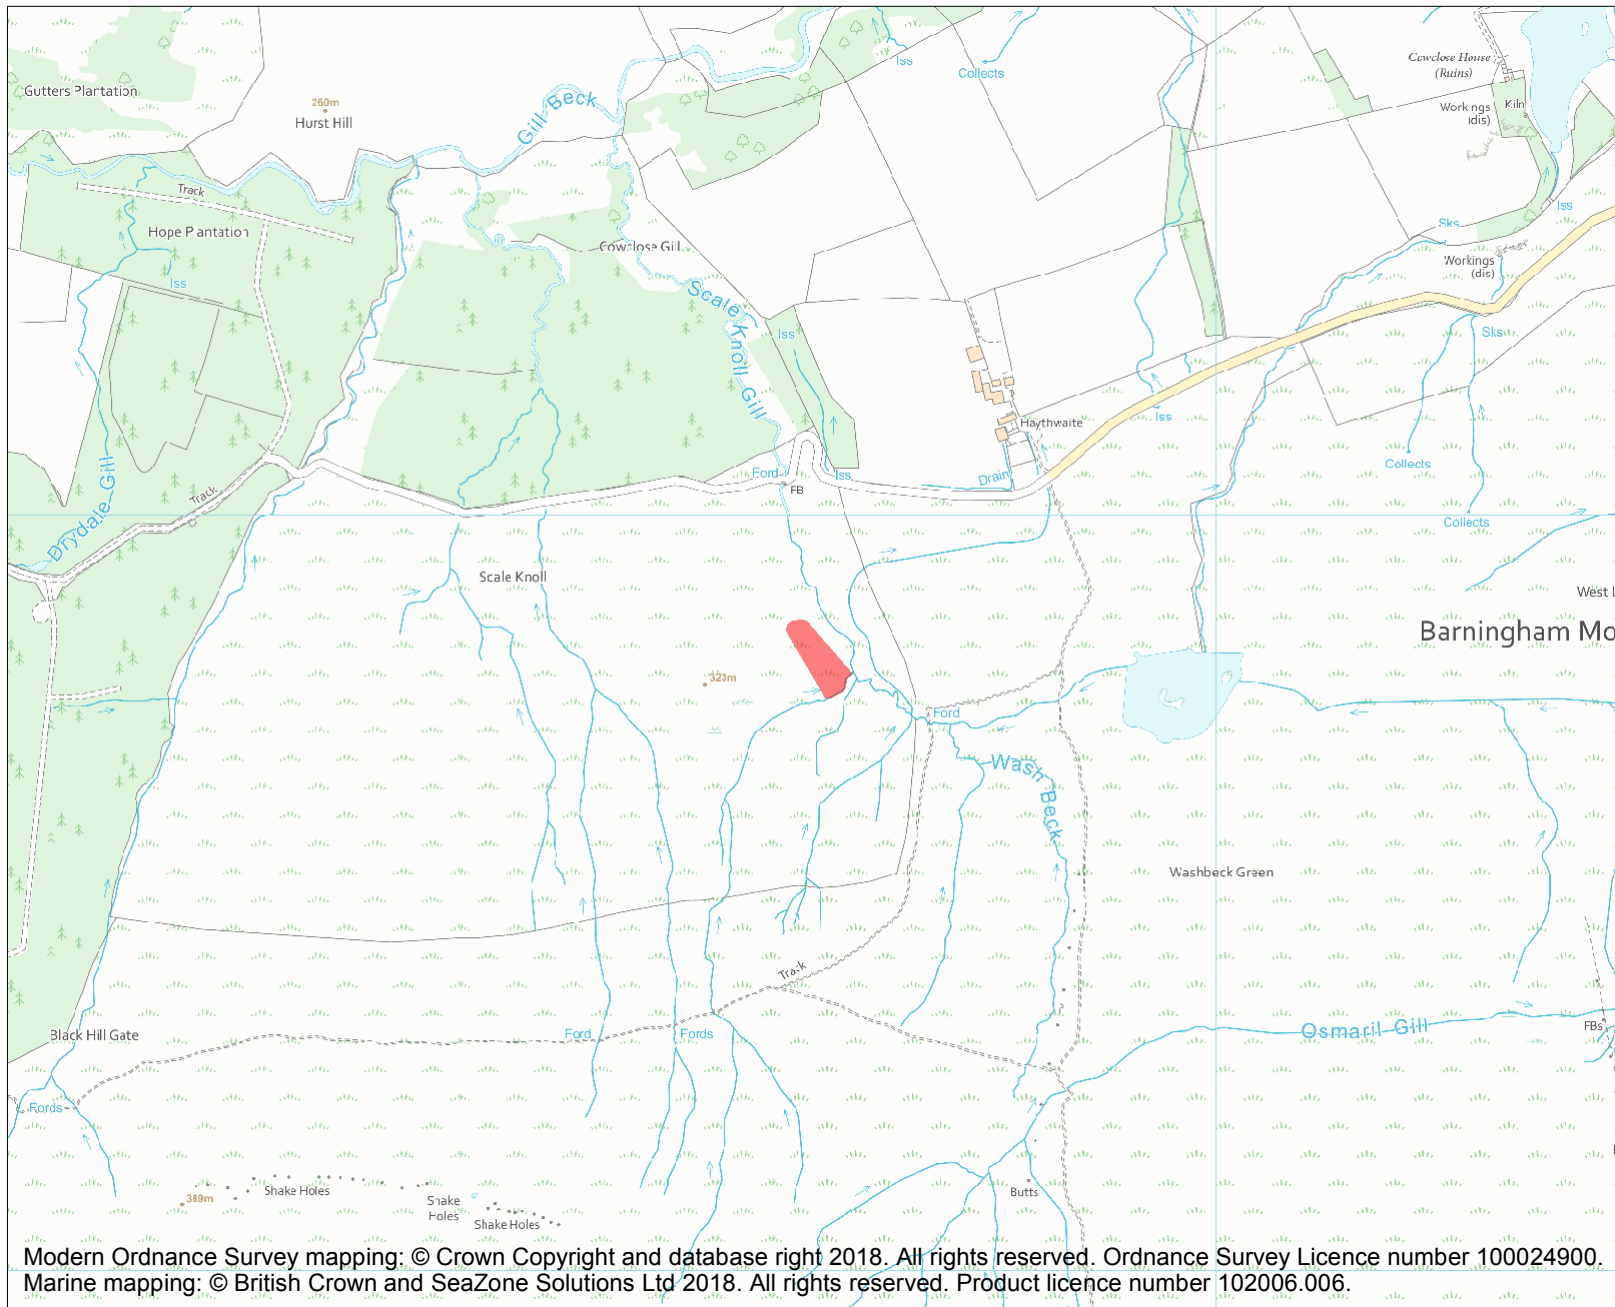 Gutters Plantation
260m
Hurst Hill
Gill Beck
Iss
Collects
Cowclose House
(Ruins)
Workings
(dis)
Kiln
Track
Hope Plantation
Iss
Cowclose Gill
Scale Knoll Gill
Iss
Sks
Iss
Workings
(dis)
Sks
Haythwaite
Iss
Drain
Ford
Iss
FB
Collects
Collects
Track
Drydale Gill
Scale Knoll
West L
Barningham Mo
323m
Ford
Wash Beck
Washbeck Green
Track
Black Hill Gate
Ford
Fords
Osmaril Gill
FBs
Fords
389m
Shake Holes
Shake
Holes
Shake Holes
Butts
Modern Ordnance Survey mapping: © Crown Copyright and database right 2018. All rights reserved. Ordnance Survey Licence number 100024900.
Marine mapping: © British Crown and SeaZone Solutions Ltd 2018. All rights reserved. Product licence number 102006.006.